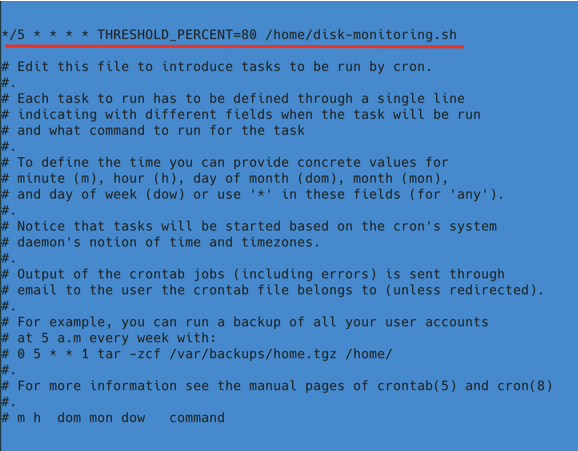 */5 * * * * THRESHOLD_PERCENT=80 /home/disk-monitoring.sh
# Edit this file to introduce tasks to be run by cron.
#.
# Each task to run has to be defined through a single line
# indicating with different fields when the task will be run
# and what command to run for the task
#.
# To define the time you can provide concrete values for
# minute (m), hour (h), day of month (dom), month (mon),
# and day of week (dow) or use '*' in these fields (for 'any').
#.
# Notice that tasks will be started based on the cron's system
# daemon's notion of time and timezones.
#.
# Output of the crontab jobs (including errors) is sent through
# email to the user the crontab file belongs to (unless redirected).
#.
# For example, you can run a backup of all your user accounts
# at 5 a.m every week with:
# 0 5 * * 1 tar -zcf /var/backups/home.tgz /home/
#.
# For more information see the manual pages of crontab(5) and cron(8)
#.
# m h  dom mon dow   command